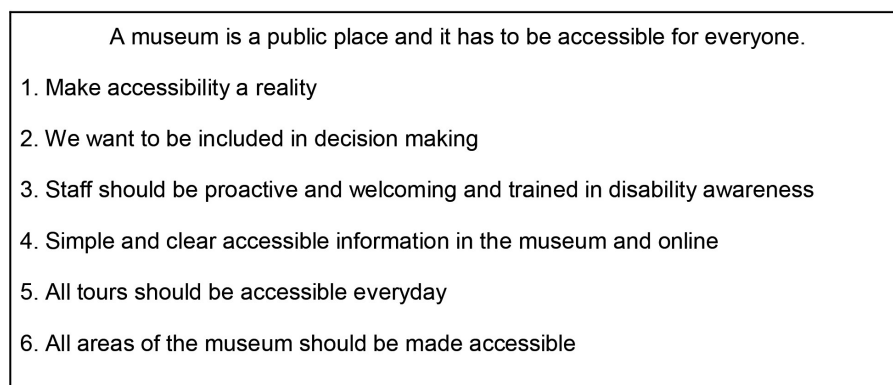 A museum is a public place and it has to be accessible for everyone.
1. Make accessibility a reality
2. We want to be included in decision making
3. Staff should be proactive and welcoming and trained in disability awareness
4. Simple and clear accessible information in the museum and online
5. All tours should be accessible everyday
6. All areas of the museum should be made accessible